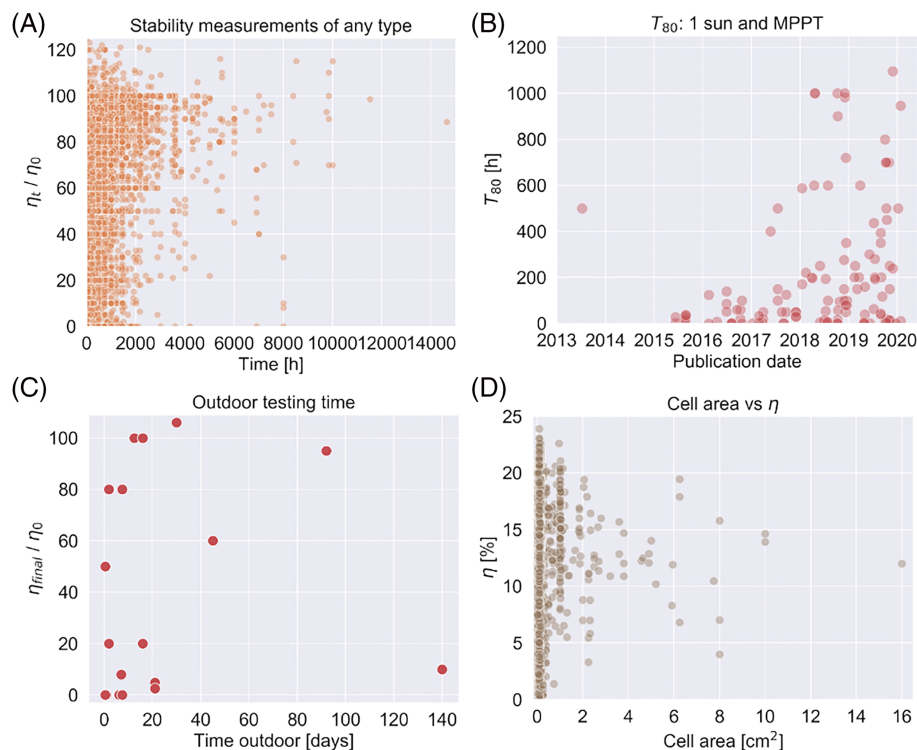 (A)
Stability measurements of any type
120
100
80
60
40
20
0
ηt / η0
0 2000 4000 6000 8000 10000 12000 14000
Time [h]
(B)
T80: 1 sun and MPPT
1200
1000
800
600
400
200
0
T80 [h]
2013 2014 2015 2016 2017 2018 2019 2020
Publication date
(C)
Outdoor testing time
100
80
60
40
20
0
ηfinal / η0
0 20 40 60 80 100 120 140
Time outdoor [days]
(D)
Cell area vs η
25
20
15
10
5
0
η [%]
0 2 4 6 8 10 12 14 16
Cell area [cm²]